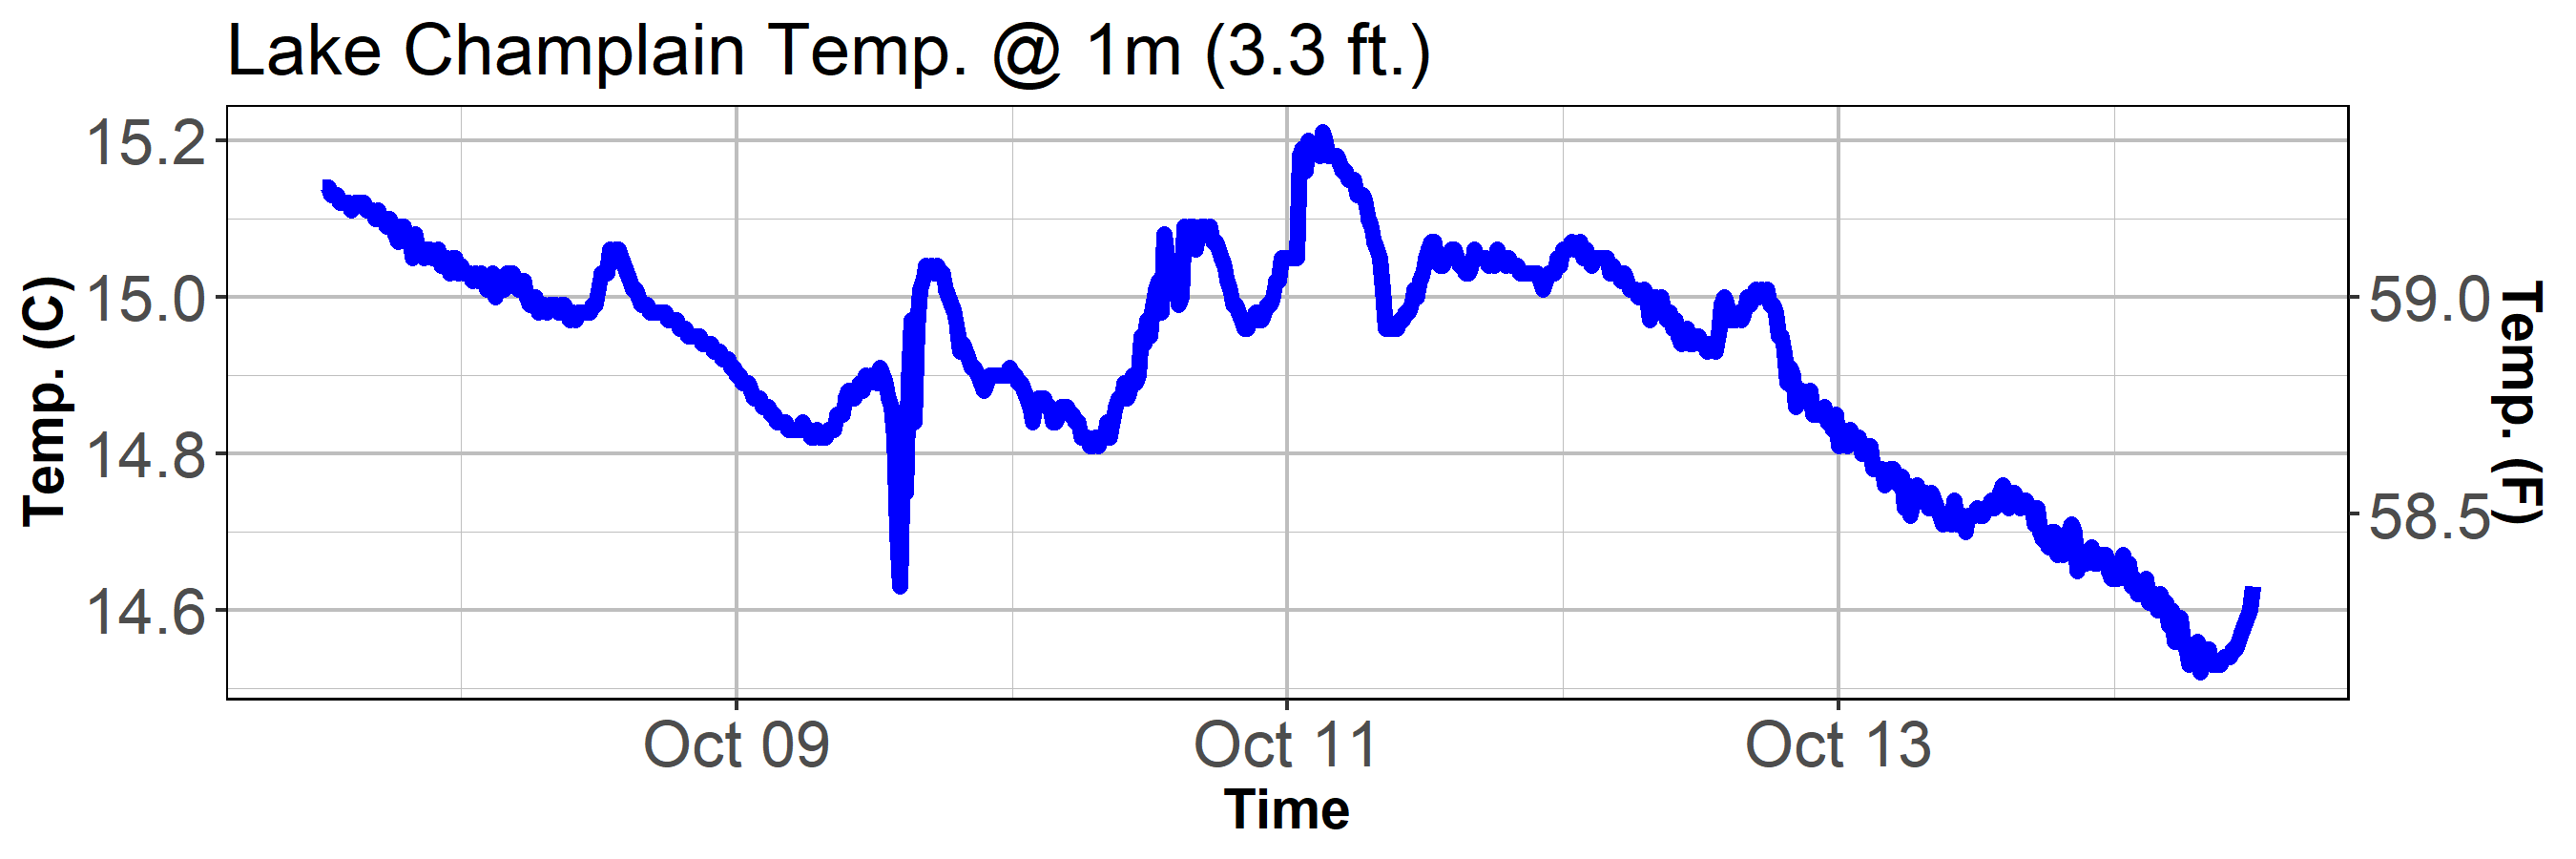 Lake Champlain Temp. @ 1m (3.3 ft.)
Temp. (C)
15.2
15.0
14.8
14.6
59.0
58.5
Temp. (F)
Oct 09
Oct 11
Oct 13
Time